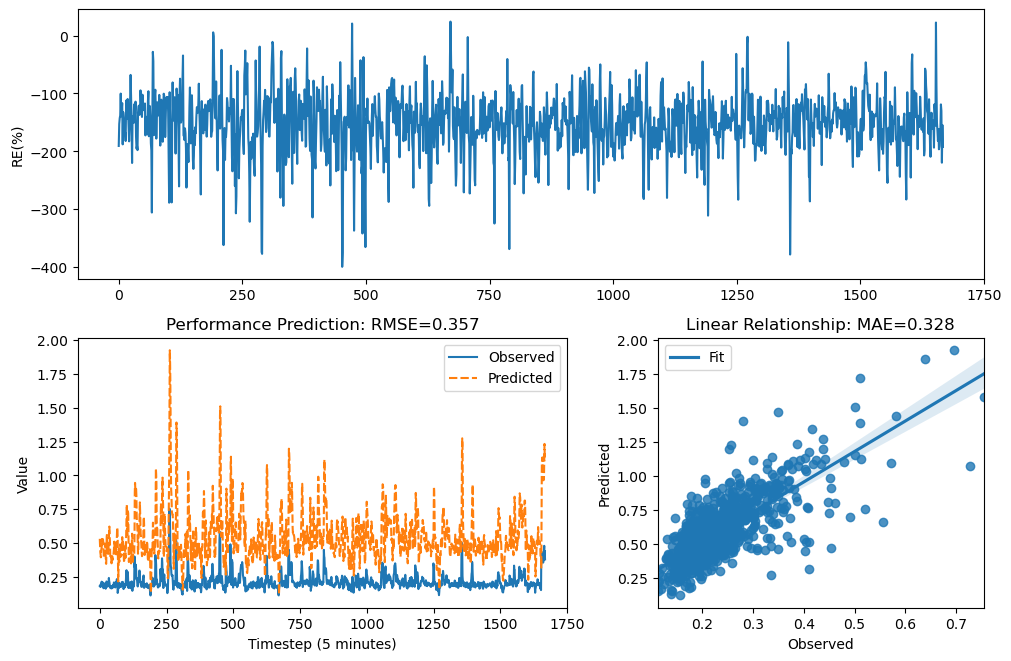 0
−100
−200
−300
−400
RE(%)
0 250 500 750 1000 1250 1500 1750
Performance Prediction: RMSE=0.357
2.00
1.75
1.50
1.25
1.00
0.75
0.50
0.25
Value
Observed
Predicted
0 250 500 750 1000 1250 1500 1750
Timestep (5 minutes)
Linear Relationship: MAE=0.328
2.00
1.75
1.50
1.25
1.00
0.75
0.50
0.25
Predicted
Fit
0.2 0.3 0.4 0.5 0.6 0.7
Observed